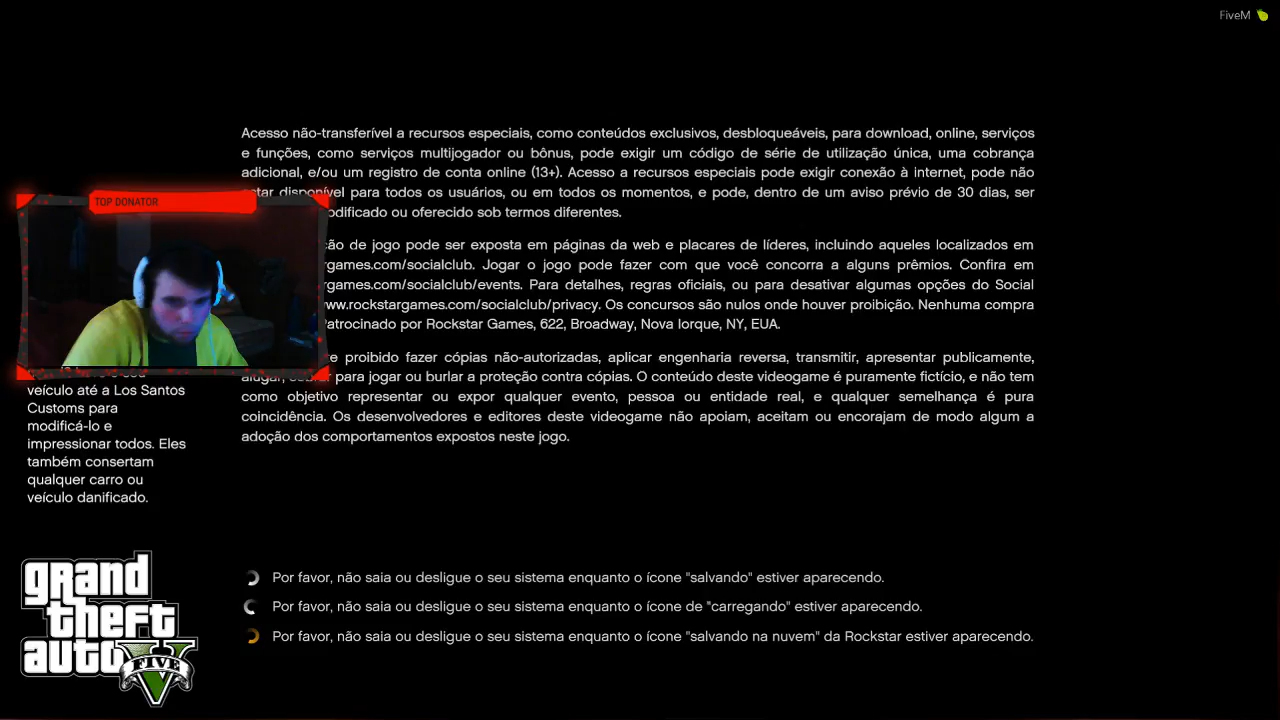 FiveM
Acesso não-transferível a recursos especiais, como conteúdos exclusivos, desbloqueáveis, para download, online, serviços
e funções, como serviços multijogador ou bônus, pode exigir um código de série de utilização única, uma cobrança
adicional, e/ou um registro de conta online (13+). Acesso a recursos especiais pode exigir conexão à internet, pode não
estar disponível para todos os usuários, ou em todos os momentos, e pode, dentro de um aviso prévio de 30 dias, ser
ou oferecido sob termos diferentes.
TOP DONATOR
de jogo pode ser exposta em páginas da web e placares de líderes, incluindo aqueles localizados em
games.com/socialclub. Jogar o jogo pode fazer com que você concorra a alguns prêmios. Confira em
games.com/socialclub/events. Para detalhes, regras oficiais, ou para desativar algumas opções do Social
www.rockstargames.com/socialclub/privacy. Os concursos são nulos onde houver proibição. Nenhuma compra
Patrocinado por Rockstar Games, 622, Broadway, Nova Iorque, NY, EUA.
proibido fazer cópias não-autorizadas, aplicar engenharia reversa, transmitir, apresentar publicamente,
para jogar ou burlar a proteção contra cópias. O conteúdo deste videogame é puramente fictício, e não tem
como objetivo representar ou expor qualquer evento, pessoa ou entidade real, e qualquer semelhança é pura
coincidência. Os desenvolvedores e editores deste videogame não apoiam, aceitam ou encorajam de modo algum a
adoção dos comportamentos expostos neste jogo.
veículo até a Los Santos
Customs para
modificá-lo e
impressionar todos. Eles
também consertam
qualquer carro ou
veículo danificado.
grand
theft
auto V
FIVE
Por favor, não saia ou desligue o seu sistema enquanto o ícone "salvando" estiver aparecendo.
Por favor, não saia ou desligue o seu sistema enquanto o ícone de "carregando" estiver aparecendo.
Por favor, não saia ou desligue o seu sistema enquanto o ícone "salvando na nuvem" da Rockstar estiver aparecendo.